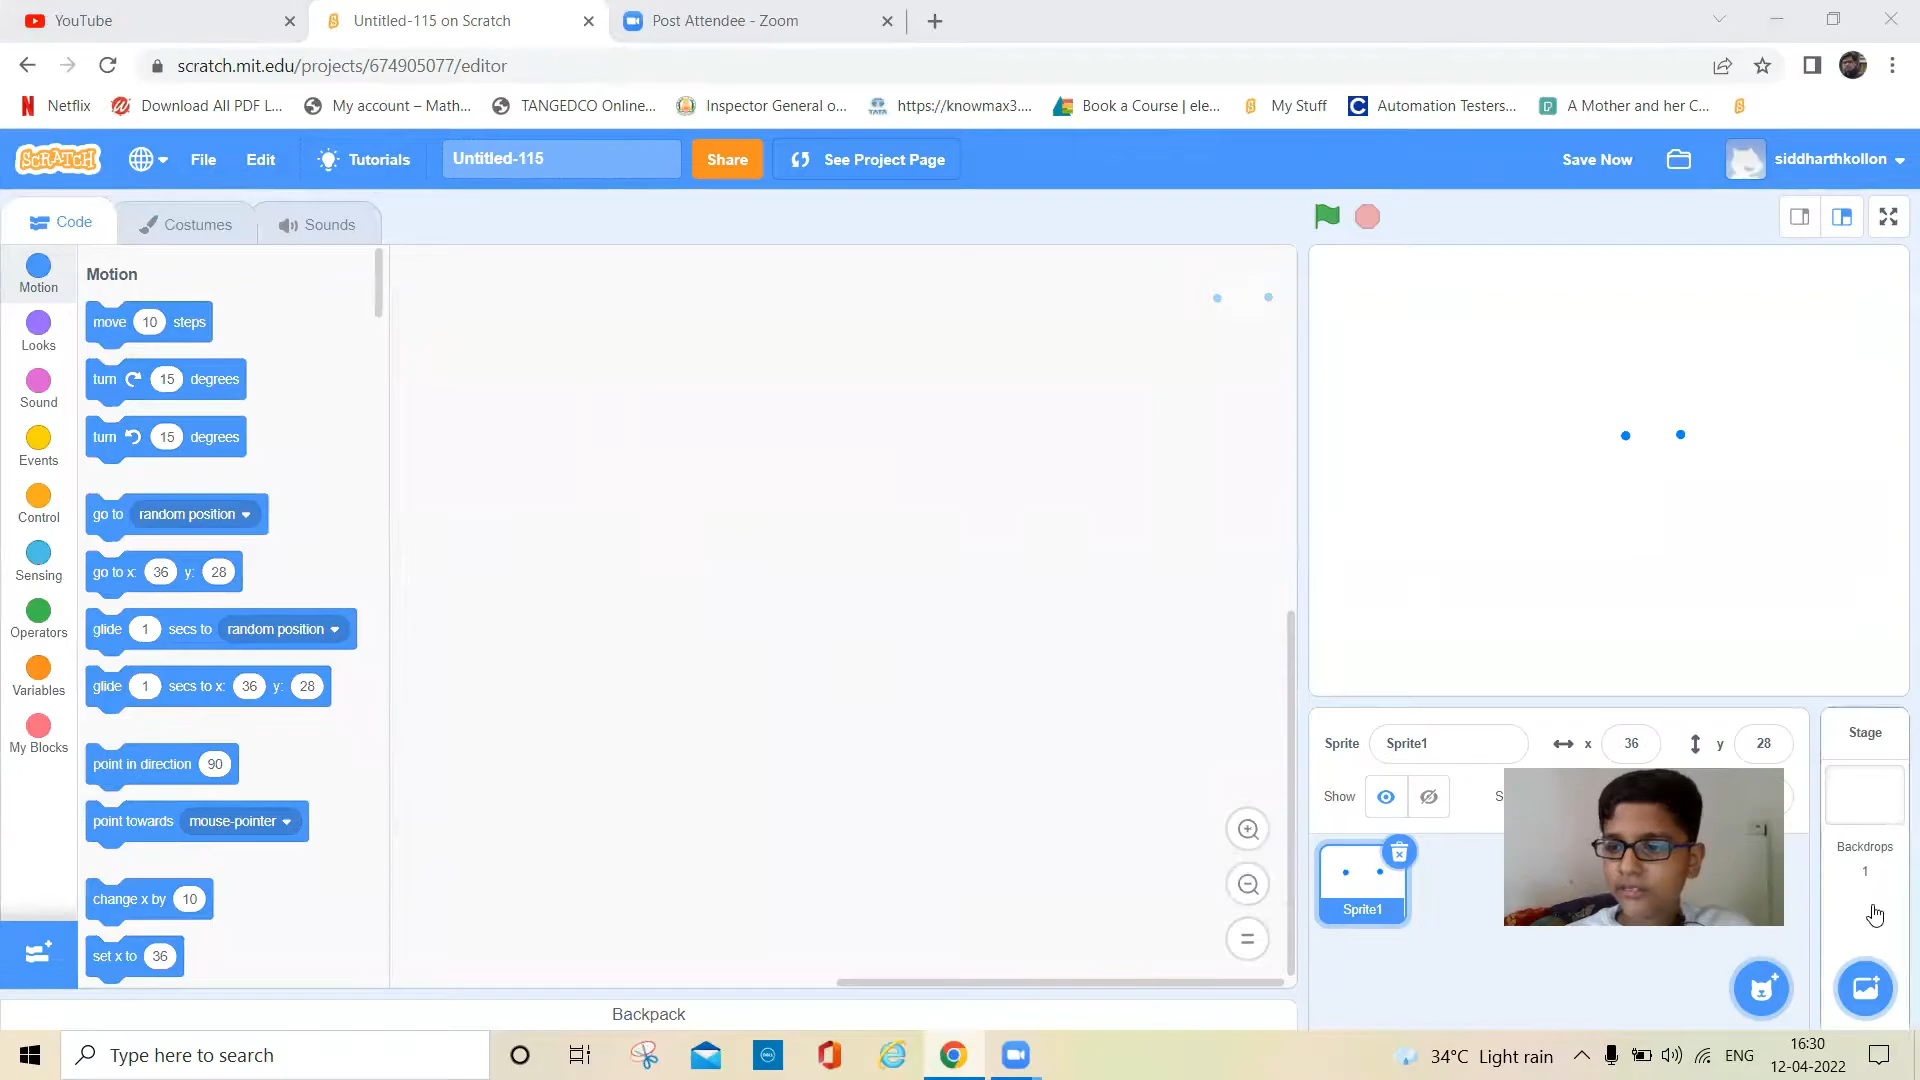 YouTube
Untitled-115 on Scratch
Post Attendee - Zoom
scratch.mit.edu/projects/674905077/editor
Netflix
Download All PDF L...
My account – Math...
TANGEDCO Online...
Inspector General o...
https://knowmax3....
Book a Course | ele...
My Stuff
Automation Testers...
A Mother and her C...
SCRATCH
File
Edit
Tutorials
Untitled-115
Share
See Project Page
Save Now
siddharthkollon
Code
Costumes
Sounds
Motion
Looks
Sound
Events
Control
Sensing
Operators
Variables
My Blocks
Motion
move 10 steps
turn 15 degrees
turn 15 degrees
go to random position
go to x: 36 y: 28
glide 1 secs to random position
glide 1 secs to x: 36 y: 28
point in direction 90
point towards mouse-pointer
change x by 10
set x to 36
Backpack
Sprite Sprite1 x 36 y 28
Show S
Sprite1
Stage
Backdrops
1
Type here to search
34°C Light rain
ENG
16:30
12-04-2022